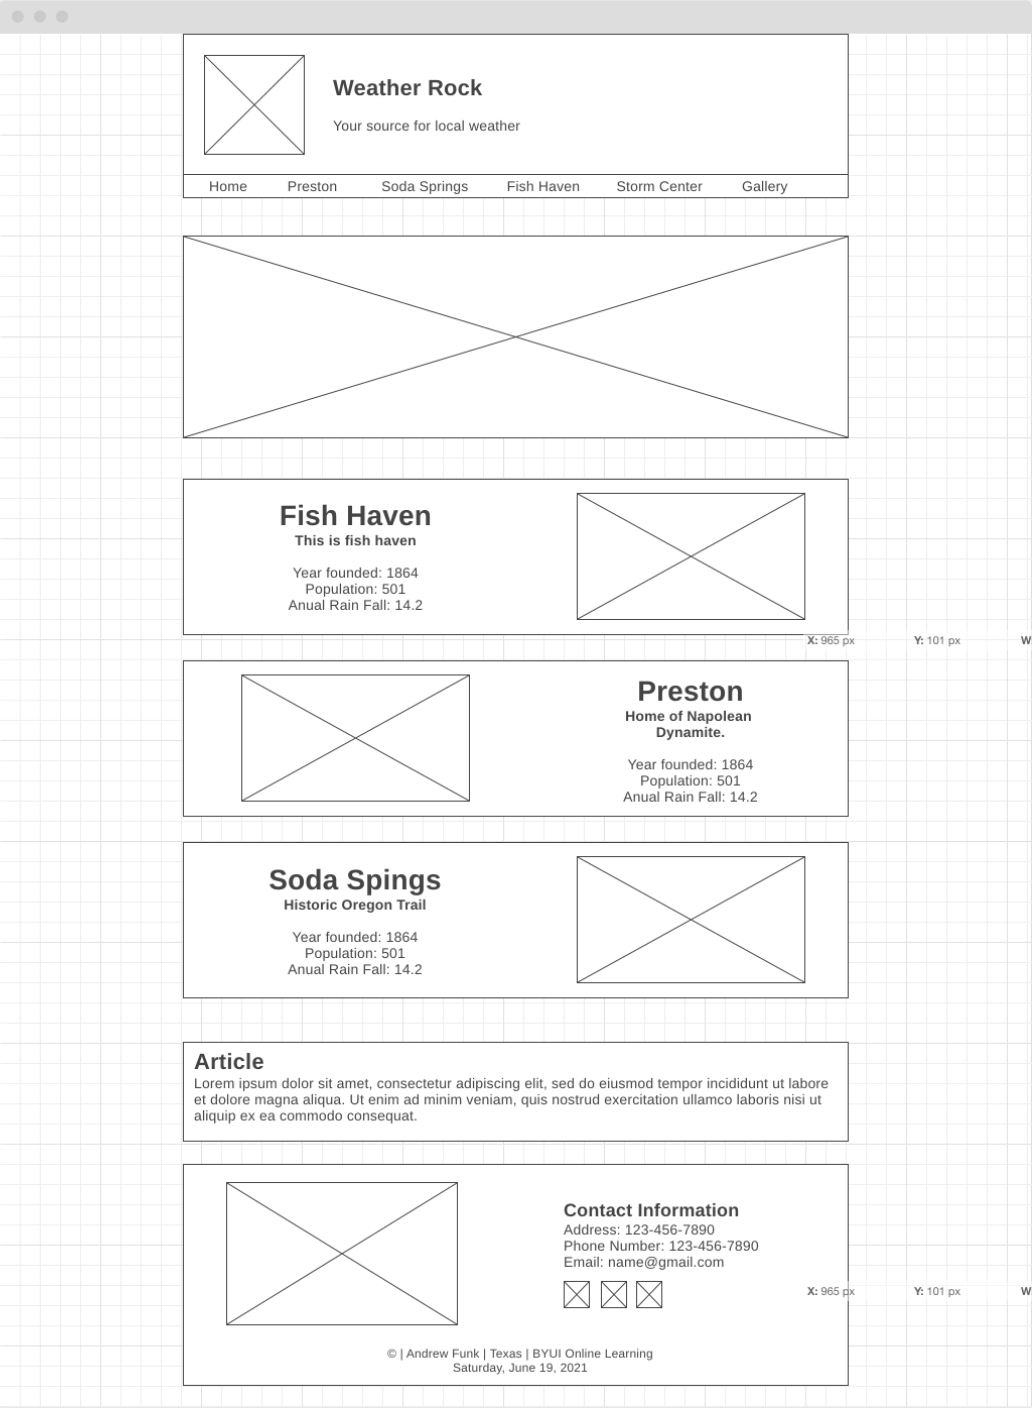 Weather Rock
Your source for local weather
Home Preston Soda Springs Fish Haven Storm Center Gallery
Fish Haven
This is fish haven
Year founded: 1864
Population: 501
Anual Rain Fall: 14.2
X: 965 px Y: 101 px W
Preston
Home of Napolean
Dynamite.
Year founded: 1864
Population: 501
Anual Rain Fall: 14.2
Soda Spings
Historic Oregon Trail
Year founded: 1864
Population: 501
Anual Rain Fall: 14.2
Article
Lorem ipsum dolor sit amet, consectetur adipiscing elit, sed do eiusmod tempor incididunt ut labore
et dolore magna aliqua. Ut enim ad minim veniam, quis nostrud exercitation ullamco laboris nisi ut
aliquip ex ea commodo consequat.
Contact Information
Address: 123-456-7890
Phone Number: 123-456-7890
Email: name@gmail.com
X: 965 px Y: 101 px W
© | Andrew Funk | Texas | BYUI Online Learning
Saturday, June 19, 2021